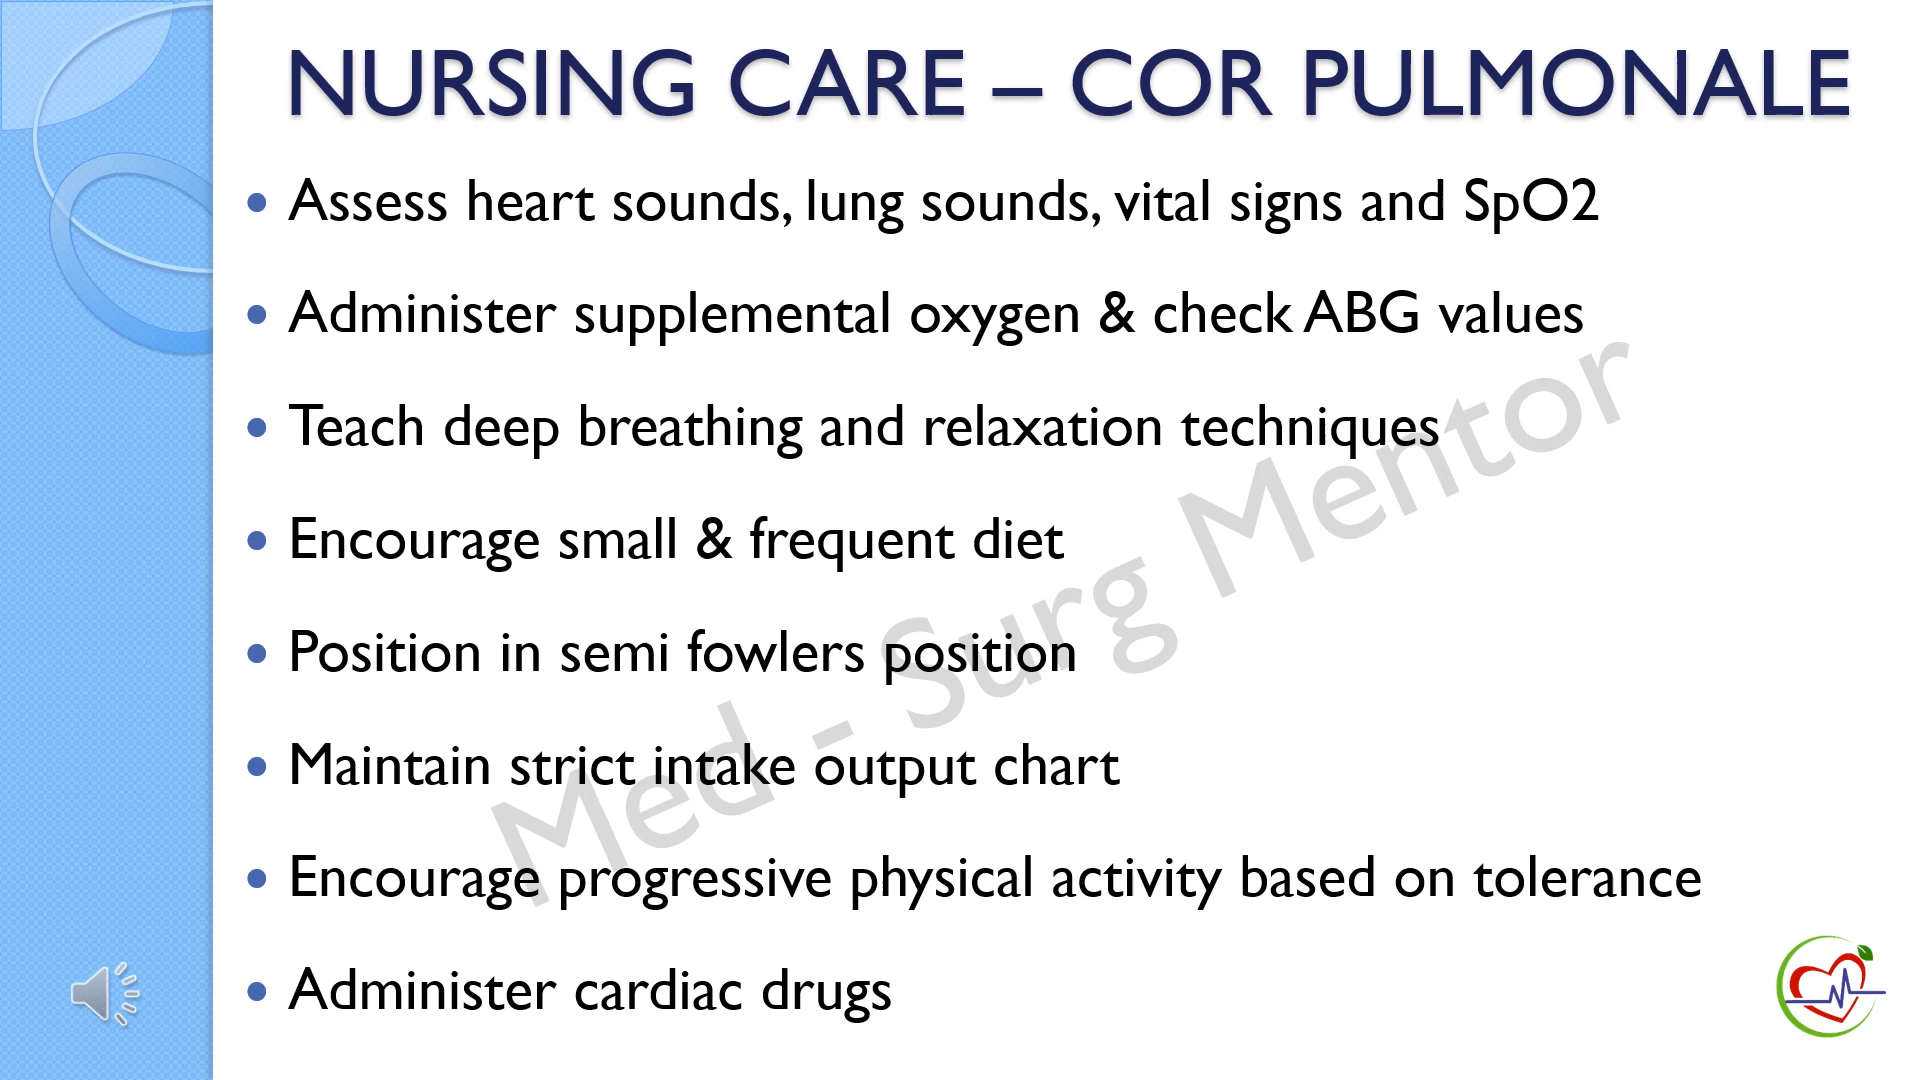 NURSING CARE – COR PULMONALE
• Assess heart sounds, lung sounds, vital signs and SpO2
• Administer supplemental oxygen & check ABG values
• Teach deep breathing and relaxation techniques
• Encourage small & frequent diet
• Position in semi fowlers position
• Maintain strict intake output chart
• Encourage progressive physical activity based on tolerance
• Administer cardiac drugs
Med - Surg Mentor